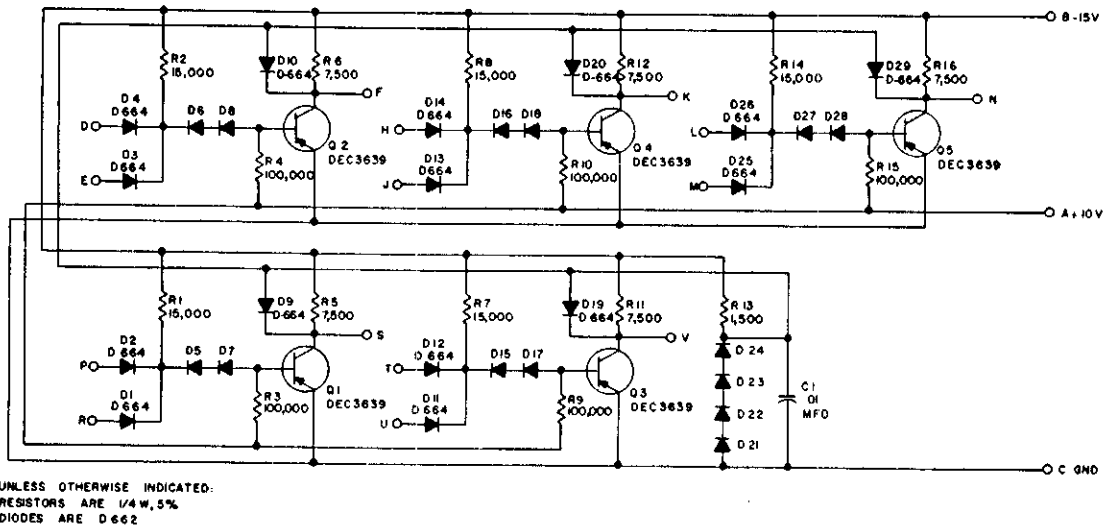 B-15V
R2
15,000
D10
D-664
R6
7,500
F
R8
15,000
D20
D-664
R12
7,500
K
R14
15,000
D29
D-664
R16
7,500
N
D4
D664
D
D6 D8
D3
D664
E
R4
100,000
Q2
DEC3639
D14
D664
H
D16 D18
D13
D664
J
R10
100,000
Q4
DEC3639
D26
D664
L
D27 D28
D25
D664
M
R15
100,000
Q5
DEC3639
A+10V
R1
15,000
D9
D-664
R5
7,500
S
R7
15,000
D19
D-664
R11
7,500
V
R13
1,500
D2
D664
P
D5 D7
D1
D664
R
R3
100,000
Q1
DEC3639
D12
D664
T
D15 D17
D11
D664
U
R9
100,000
Q3
DEC3639
D24
D23
D22
D21
C1
.01
MFD
C GND
UNLESS OTHERWISE INDICATED:
RESISTORS ARE 1/4W, 5%
DIODES ARE D662